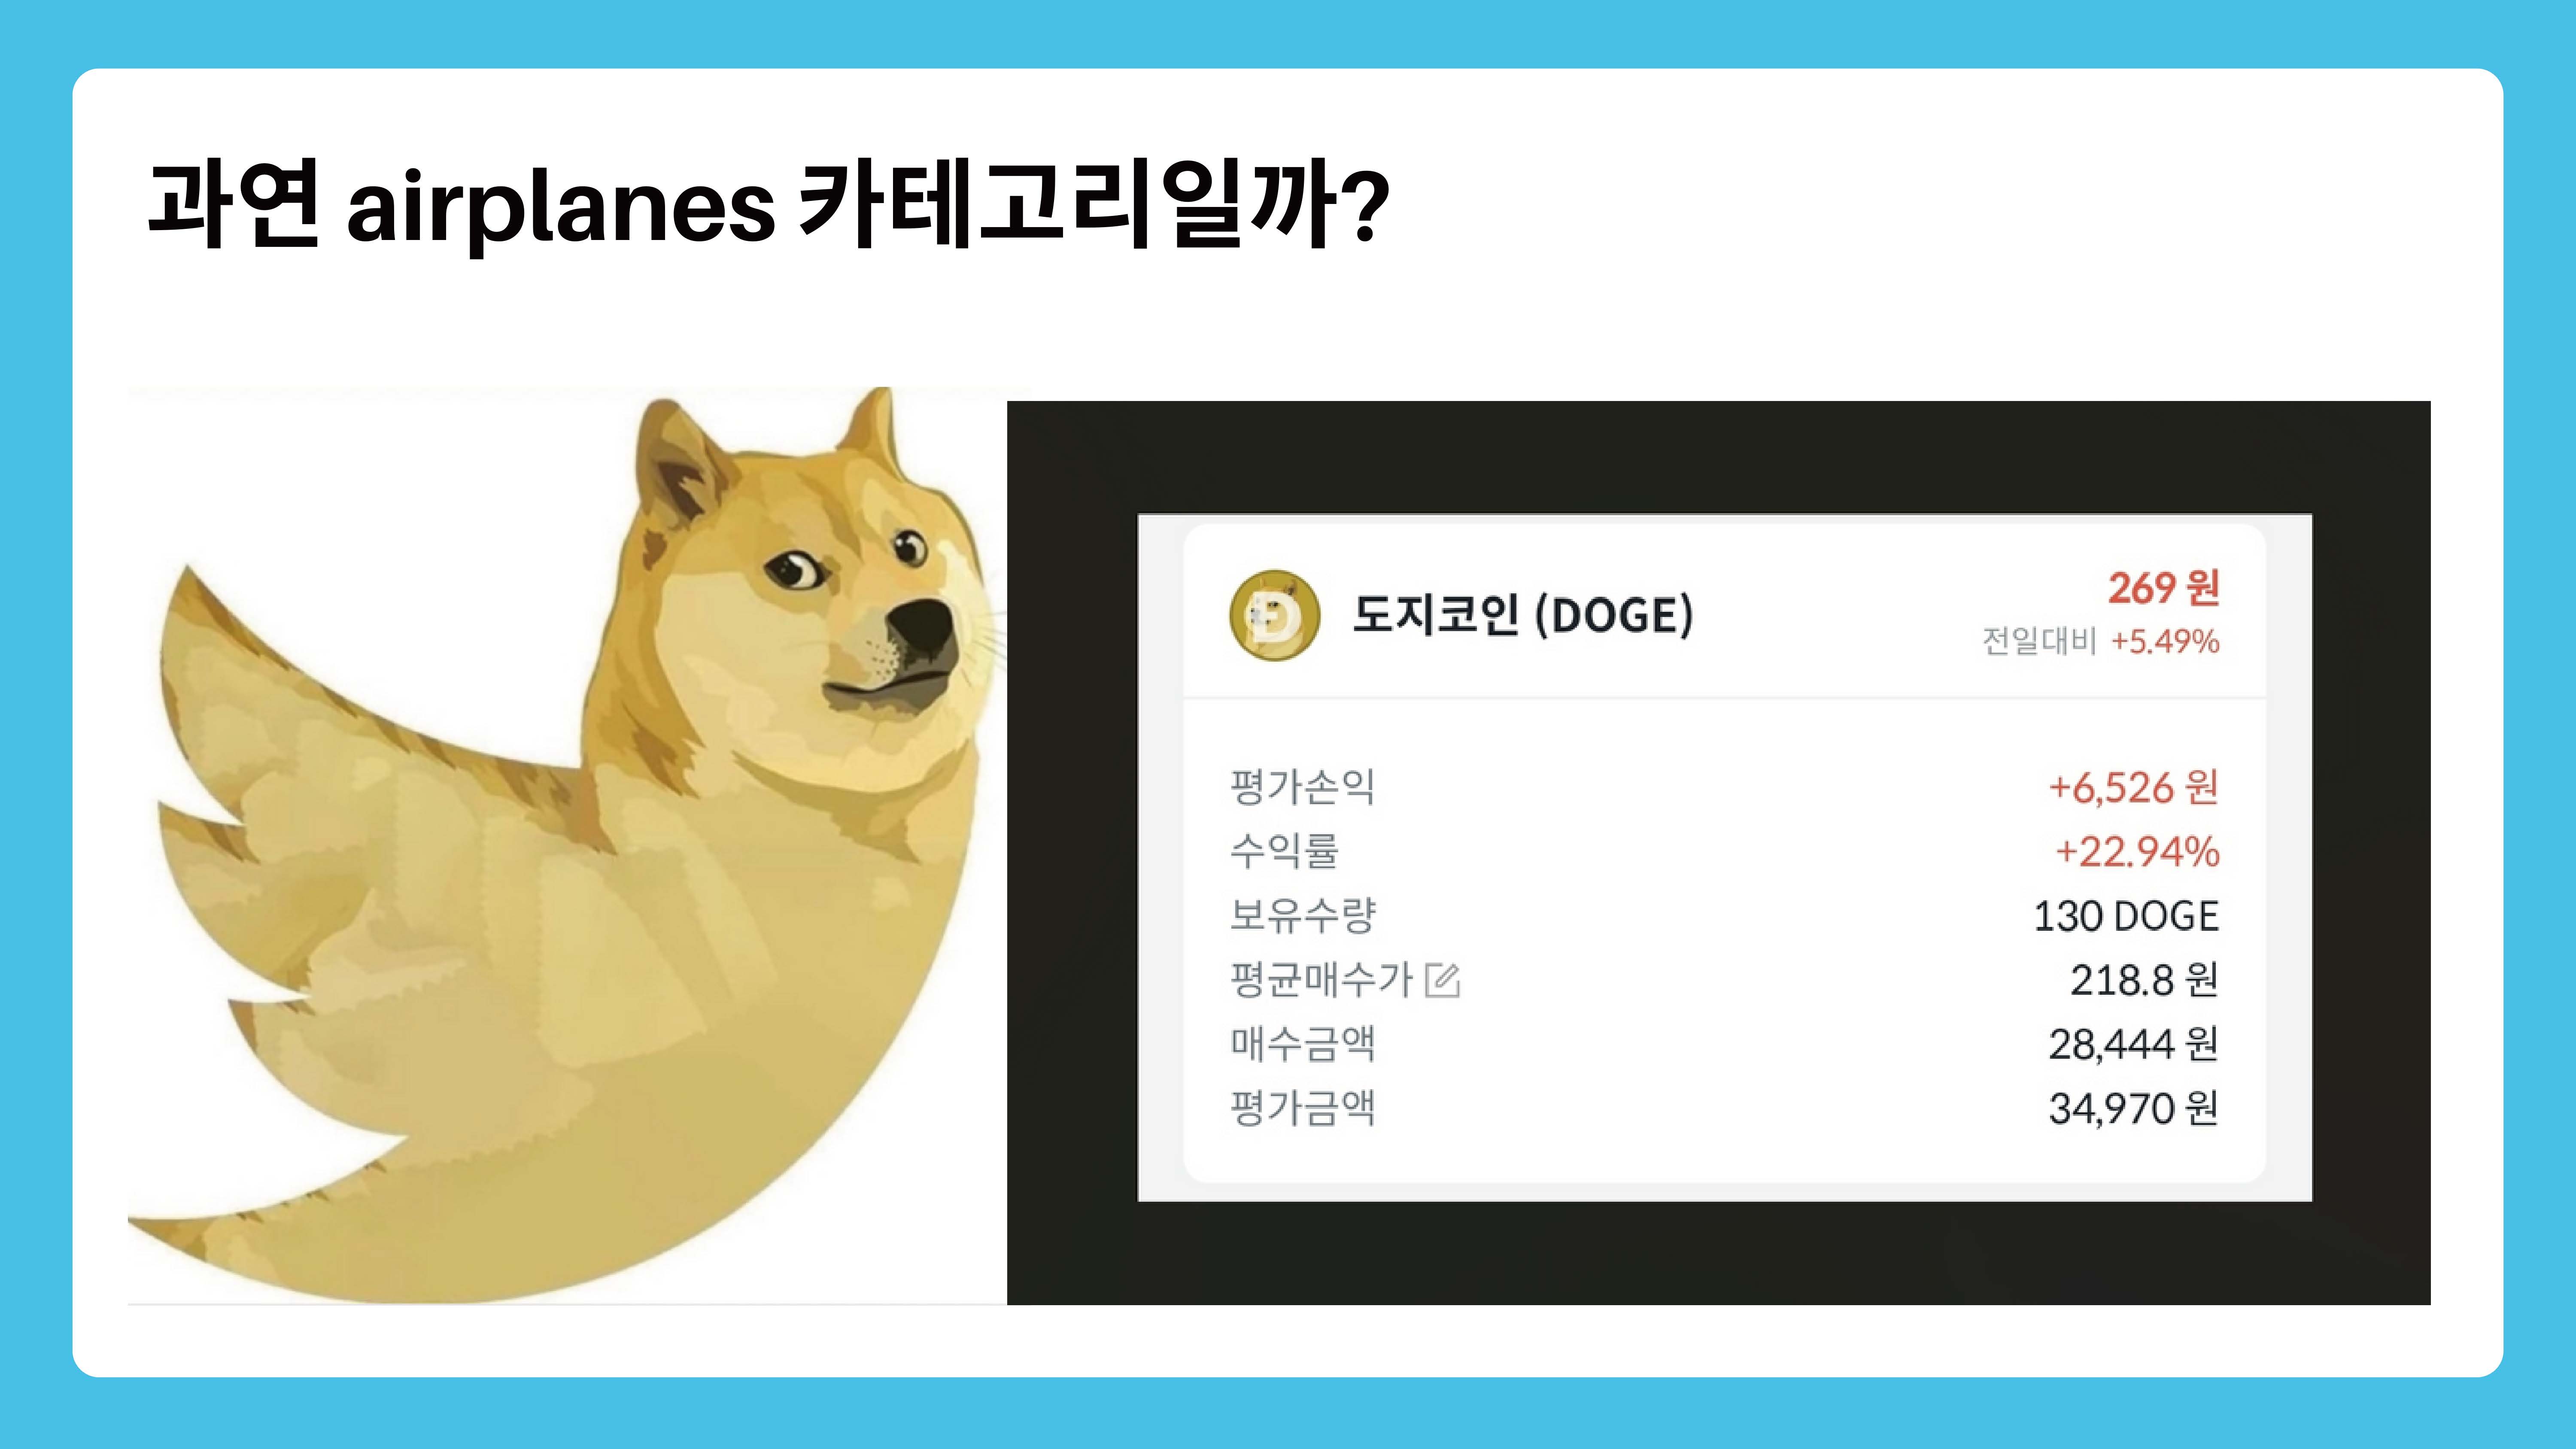 과연 airplanes 카테고리일까?
도지코인 (DOGE)
269 원
전일대비 +5.49%
평가손익 +6,526 원
수익률 +22.94%
보유수량 130 DOGE
평균매수가 218.8 원
매수금액 28,444 원
평가금액 34,970 원